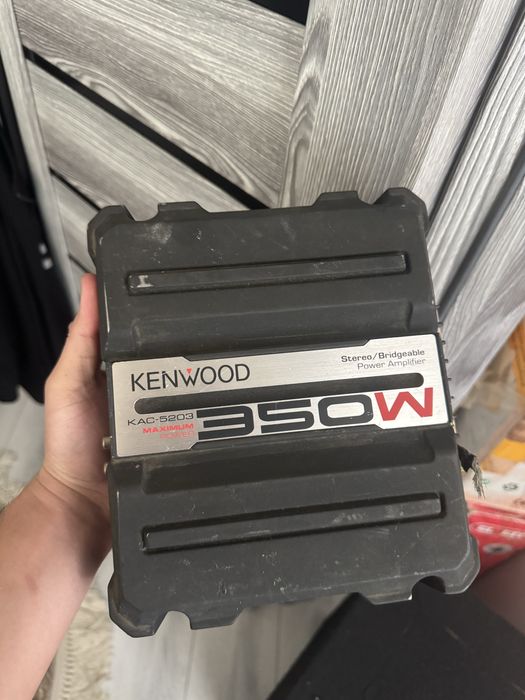 KENWOOD
Stereo/Bridgeable
Power Amplifier
KAC-5203
MAXIMUM
POWER
350W